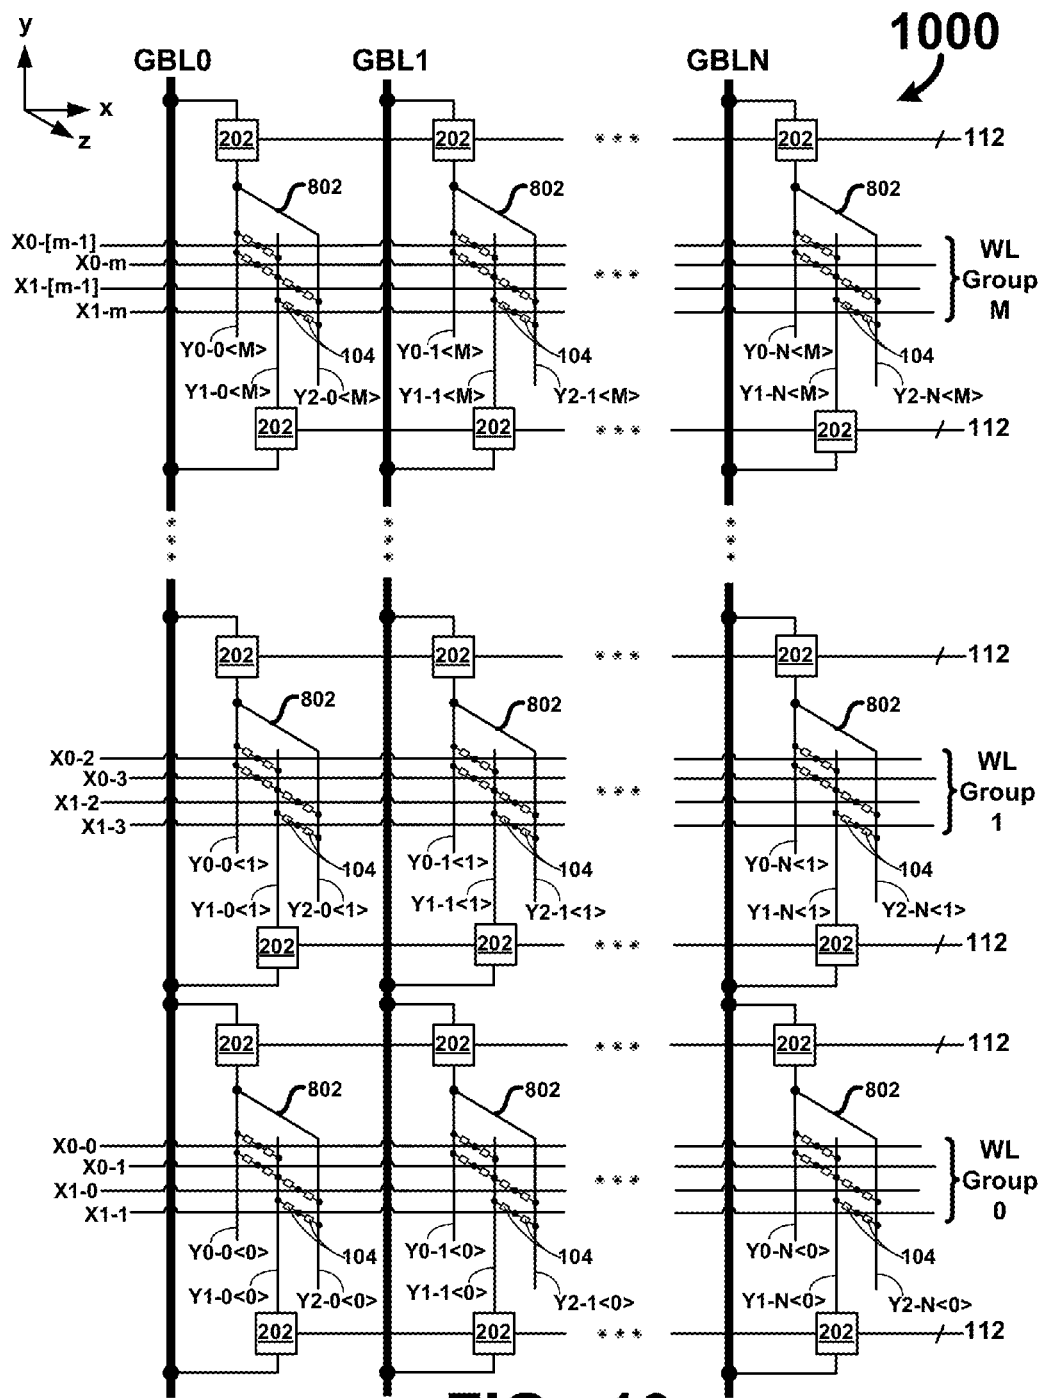 1000
y
x
z
GBL0 GBL1 GBLN
202 202 202 112
802 802 802
X0-[m-1]
X0-m
X1-[m-1]
X1-m
WL
Group
M
104 104 104
Y0-0<M> Y0-1<M> Y0-N<M>
Y1-0<M> Y2-0<M> Y1-1<M> Y2-1<M> Y1-N<M> Y2-N<M>
202 202 202 112
202 202 202 112
802 802 802
X0-2
X0-3
X1-2
X1-3
WL
Group
1
Y0-0<1> 104 Y0-1<1> 104 Y0-N<1> 104
Y1-0<1> Y2-0<1> Y1-1<1> Y2-1<1> Y1-N<1> Y2-N<1>
202 202 202 112
202 202 202 112
802 802 802
X0-0
X0-1
X1-0
X1-1
WL
Group
0
Y0-0<0> 104 Y0-1<0> 104 Y0-N<0> 104
Y1-0<0> Y2-0<0> Y1-1<0> Y2-1<0> Y1-N<0> Y2-N<0>
202 202 202 112